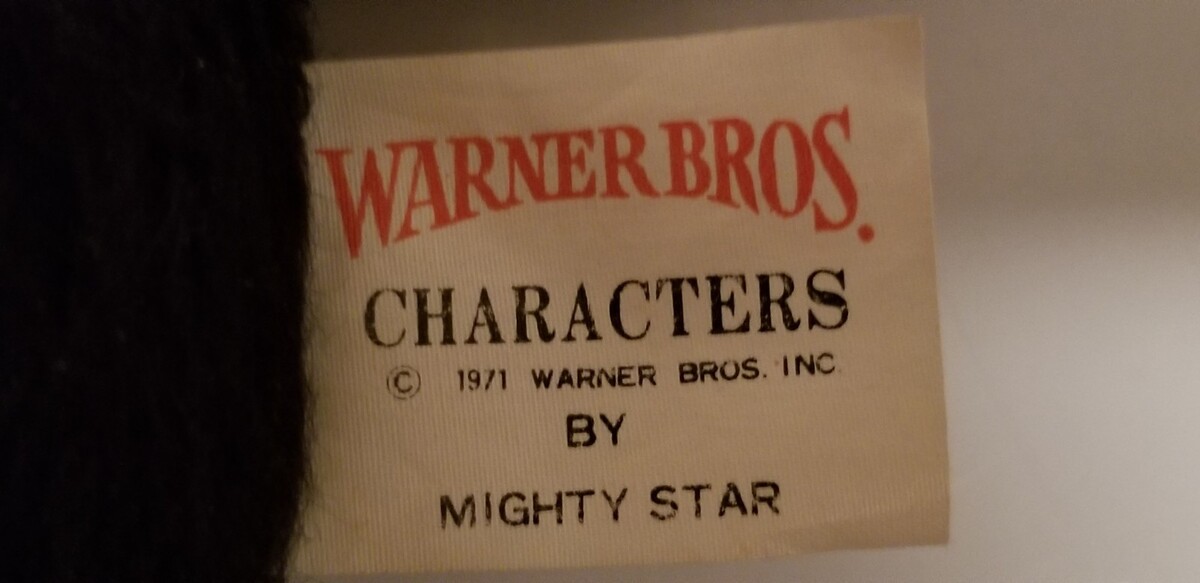 WARNER BROS.
CHARACTERS
© 1971 WARNER BROS. INC.
BY
MIGHTY STAR